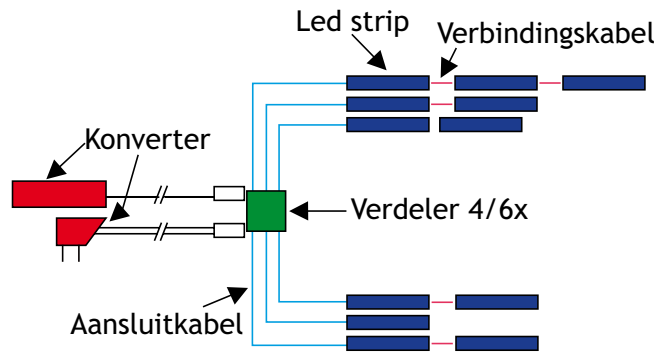 Led strip
Verbindingskabel
Konverter
Verdeler 4/6x
Aansluitkabel